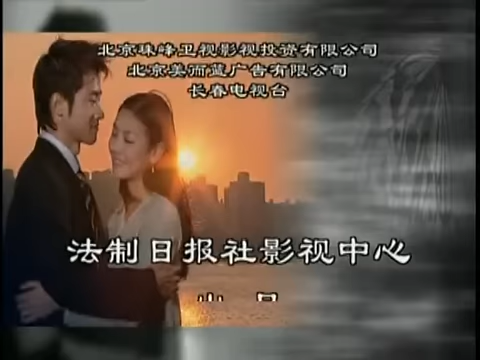 北京珠峰卫视影视投资有限公司
北京美而蓝广告有限公司
长春电视台
法制日报社影视中心